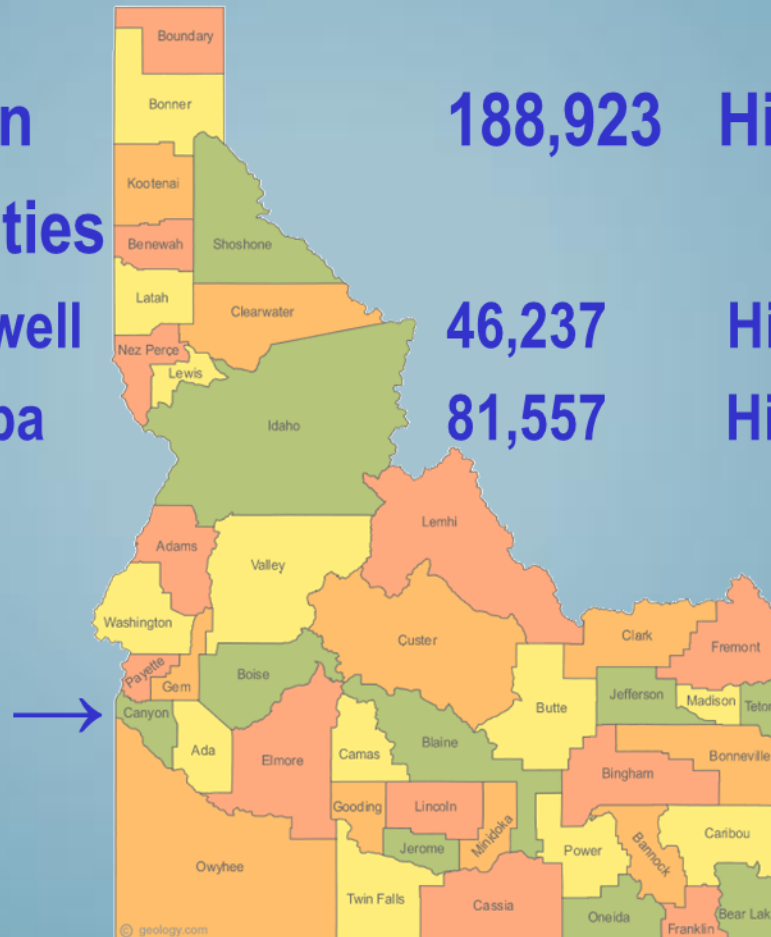 Boundary
Bonner
n 188,923 Hi
Kootenai
ties
Benewah Shoshone
Latah
Clearwater
well 46,237 Hi
Nez Perce
Lewis
pa 81,557 Hi
Idaho
Lemhi
Adams
Valley
Washington
Custer
Clark
Fremont
Payette
Boise
Gem
Jefferson
Madison
Teton
Butte
→ Canyon
Ada
Blaine
Camas
Elmore
Bonneville
Bingham
Gooding
Lincoln
Minidoka
Caribou
Jerome
Power
Bannock
Owyhee
Twin Falls
Cassia
Oneida
Bear Lak
Franklin
© geology.com